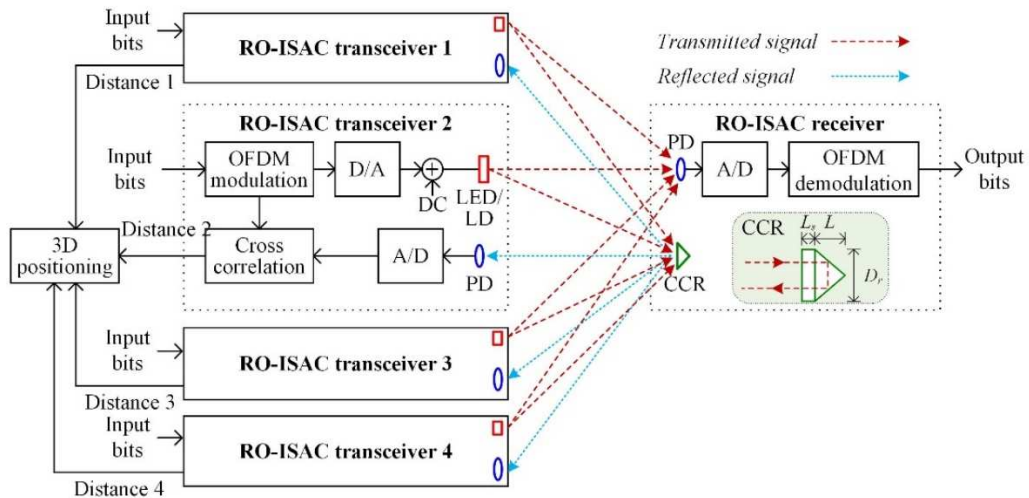 Input
bits
RO-ISAC transceiver 1
Distance 1
Transmitted signal
Reflected signal
RO-ISAC transceiver 2
RO-ISAC receiver
Input
bits
OFDM
modulation
D/A
DC
LED/
LD
PD
A/D
OFDM
demodulation
Output
bits
3D
positioning
Distance 2
Cross
correlation
A/D
PD
CCR
CCR
Ls
L
Dr
Input
bits
RO-ISAC transceiver 3
Distance 3
Input
bits
RO-ISAC transceiver 4
Distance 4